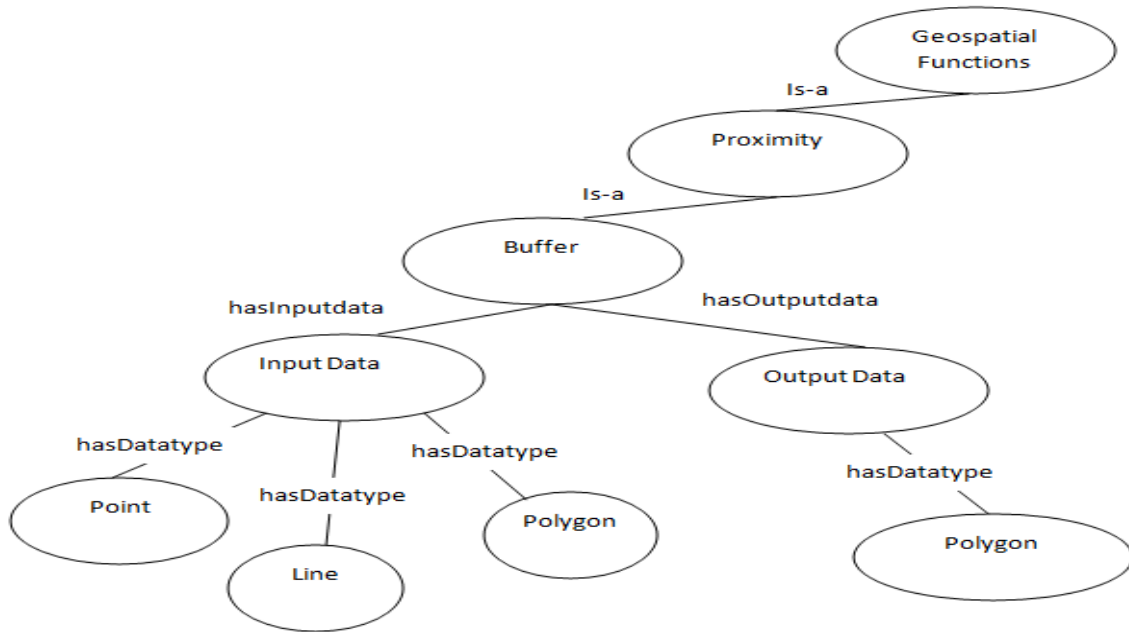 Geospatial
Functions
Is-a
Proximity
Is-a
Buffer
hasInputdata
hasOutputdata
Input Data
Output Data
hasDatatype
hasDatatype
hasDatatype
hasDatatype
Point
Line
Polygon
Polygon